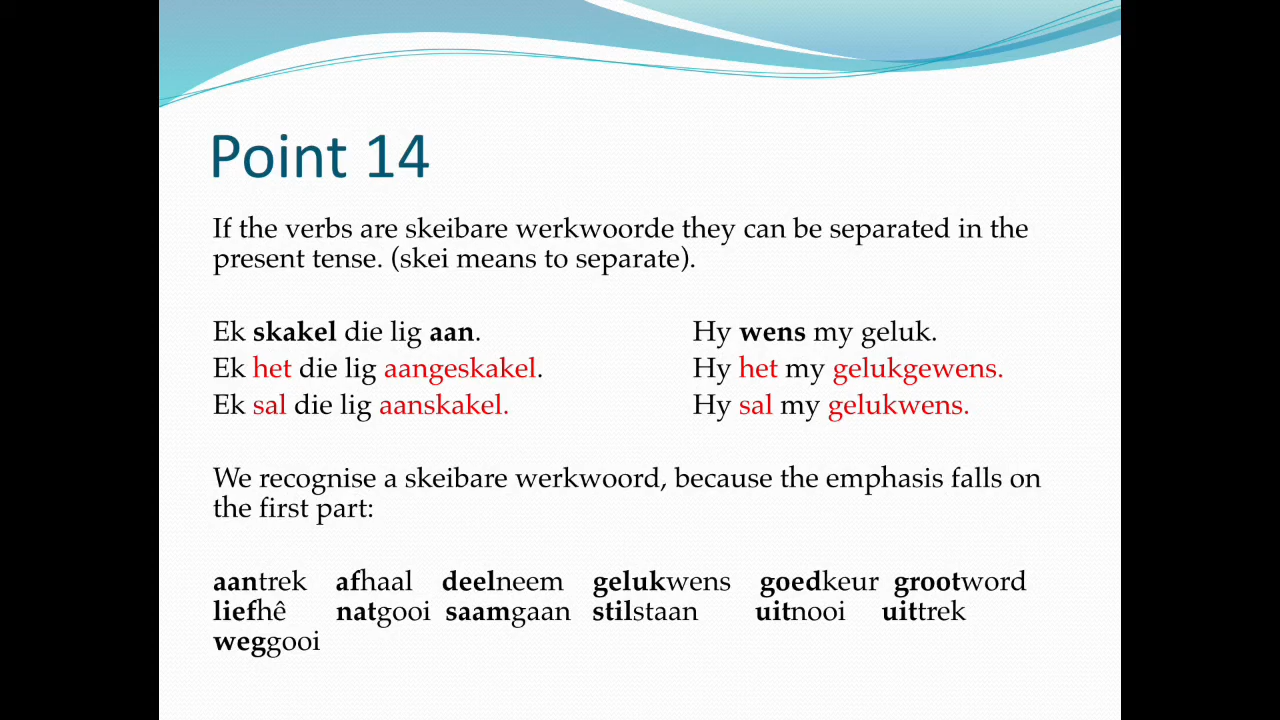 Point 14
If the verbs are skeibare werkwoorde they can be separated in the
present tense. (skei means to separate).
Ek skakel die lig aan. Hy wens my geluk.
Ek het die lig aangeskakel. Hy het my gelukgewens.
Ek sal die lig aanskakel. Hy sal my gelukwens.
We recognise a skeibare werkwoord, because the emphasis falls on
the first part:
aantrek afhaal deelneem gelukwens goedkeur grootword
liefhê natgooi saamgaan stilstaan uitnooi uittrek
weggooi